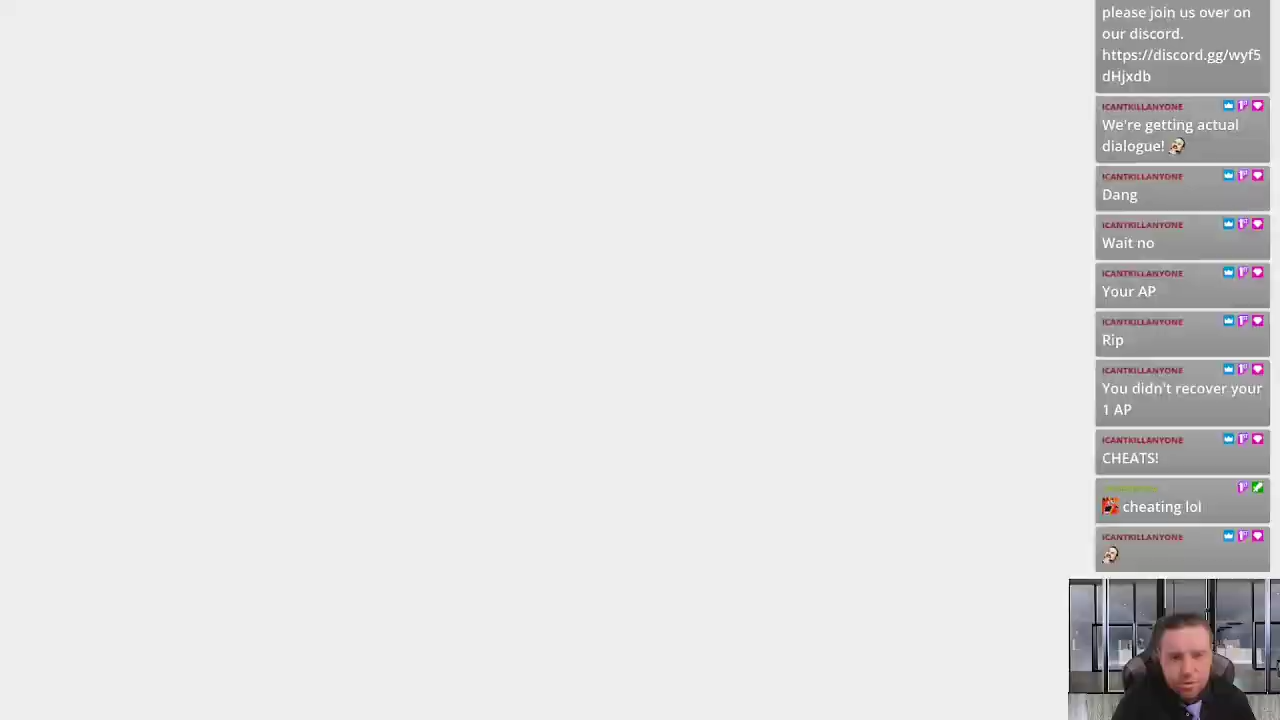 please join us over on
our discord.
https://discord.gg/wyf5
dHjxdb
ICANTKILLANYONE
We're getting actual
dialogue!
ICANTKILLANYONE
Dang
ICANTKILLANYONE
Wait no
ICANTKILLANYONE
Your AP
ICANTKILLANYONE
Rip
ICANTKILLANYONE
You didn't recover your
1 AP
ICANTKILLANYONE
CHEATS!
cheating lol
ICANTKILLANYONE